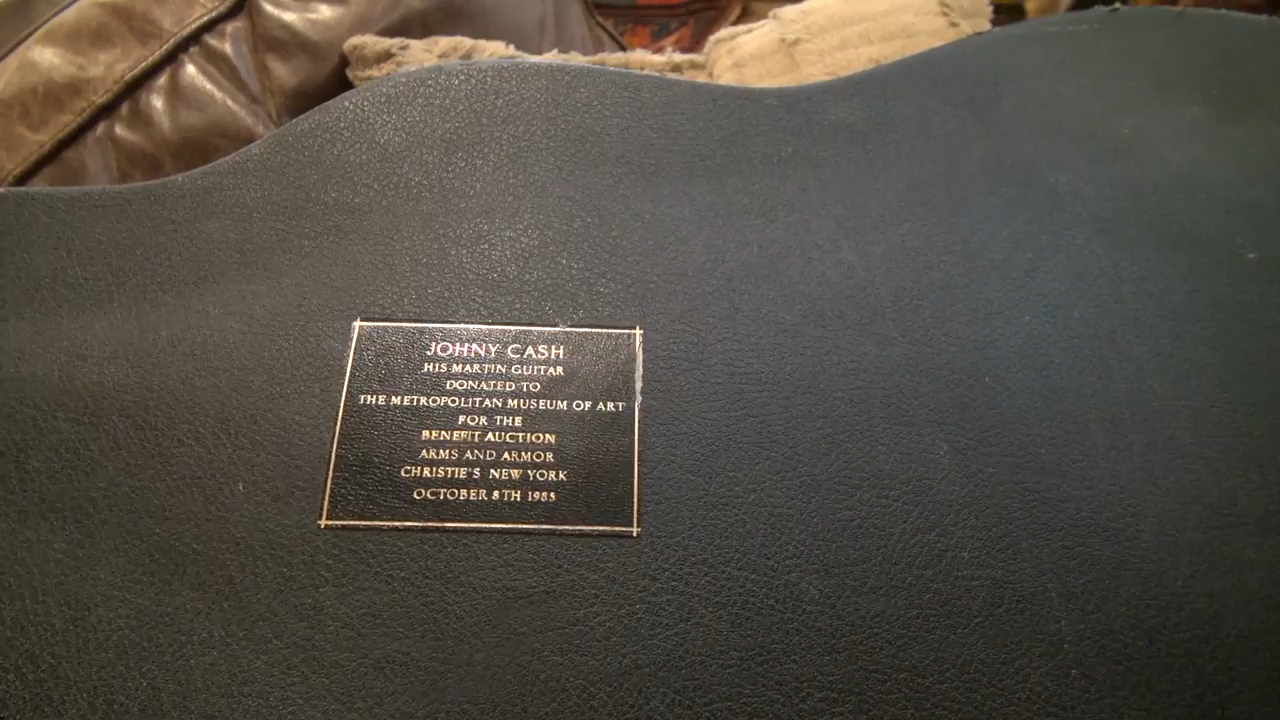 JOHNY CASH
HIS MARTIN GUITAR
DONATED TO
THE METROPOLITAN MUSEUM OF ART
FOR THE
BENEFIT AUCTION
ARMS AND ARMOR
CHRISTIE'S NEW YORK
OCTOBER 8TH 1985